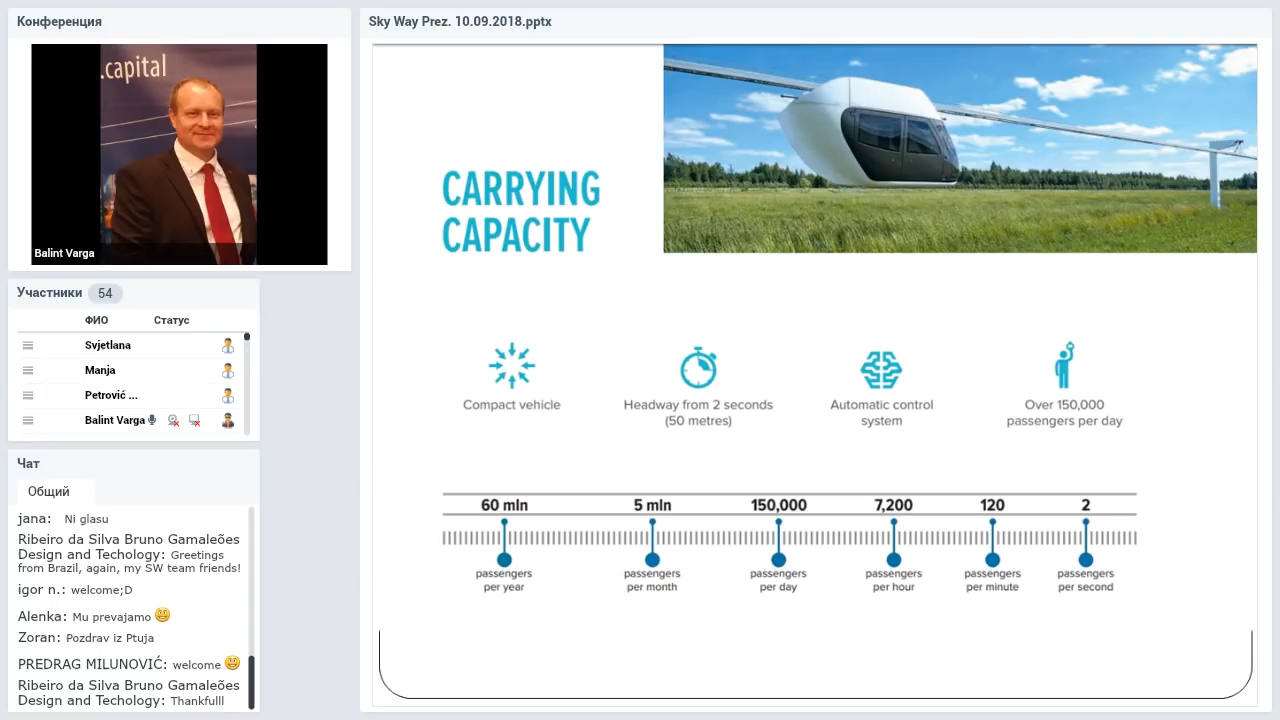 Конференция
.capital
Balint Varga
Участники 54
ФИО Статус
Svjetlana
Manja
Petrović ...
Balint Varga
Чат
Общий
jana: Ni glasu
Ribeiro da Silva Bruno Gamaleões
Design and Techology: Greetings
from Brazil, again, my SW team friends!
igor n.: welcome;D
Alenka: Mu prevajamo
Zoran: Pozdrav iz Ptuja
PREDRAG MILUNOVIĆ: welcome
Ribeiro da Silva Bruno Gamaleões
Design and Techology: Thankfulll
Sky Way Prez. 10.09.2018.pptx
CARRYING
CAPACITY
Compact vehicle
Headway from 2 seconds
(50 metres)
Automatic control
system
Over 150,000
passengers per day
60 mln 5 mln 150,000 7,200 120 2
passengers passengers passengers passengers passengers passengers
per year per month per day per hour per minute per second